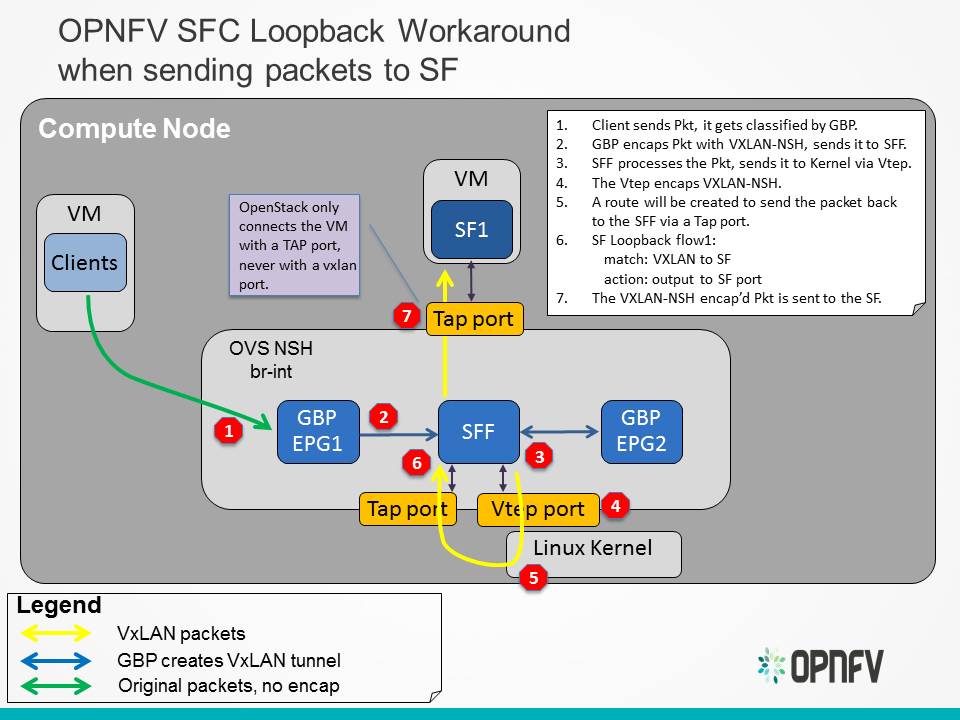 OPNFV SFC Loopback Workaround
when sending packets to SF
Compute Node
1. Client sends Pkt, it gets classified by GBP.
2. GBP encaps Pkt with VXLAN-NSH, sends it to SFF.
3. SFF processes the Pkt, sends it to Kernel via Vtep.
4. The Vtep encaps VXLAN-NSH.
5. A route will be created to send the packet back
to the SFF via a Tap port.
6. SF Loopback flow1:
match: VXLAN to SF
action: output to SF port
7. The VXLAN-NSH encap’d Pkt is sent to the SF.
VM
Clients
OpenStack only
connects the VM
with a TAP port,
never with a vxlan
port.
VM
SF1
7
Tap port
OVS NSH
br-int
1
GBP
EPG1
2
SFF
GBP
EPG2
6
3
Tap port
Vtep port
4
Linux Kernel
5
Legend
VxLAN packets
GBP creates VxLAN tunnel
Original packets, no encap
OPNFV